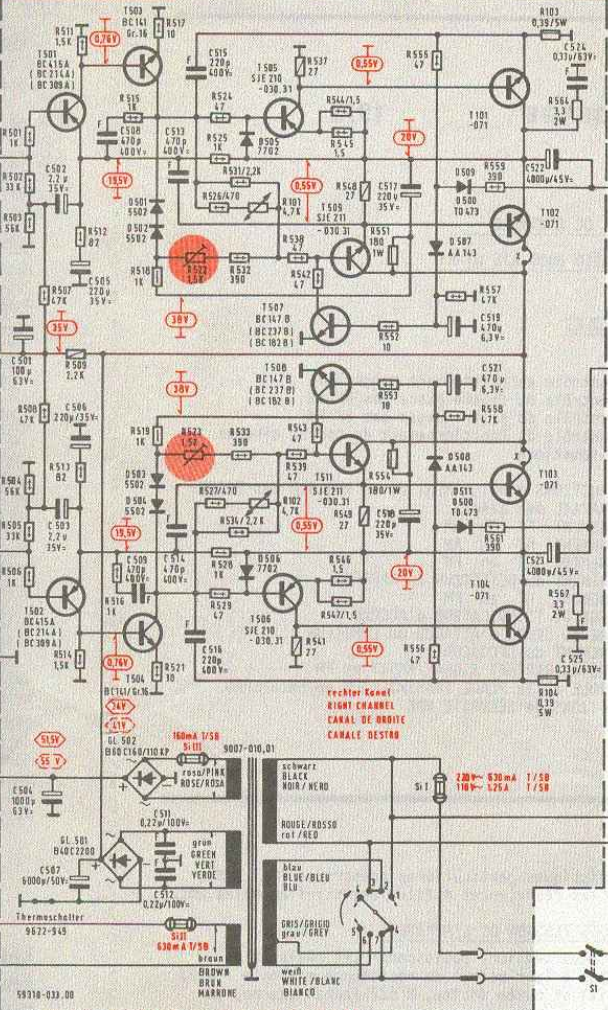 T503
BC141
Gr.16
R517
10
R511
1,5K
0,76V
T501
BC415A
(BC214A)
(BC309A)
C515
220p
400V=
R537
27
T505
SJE 210
-030.31
0,55V
R555
47
R103
0,39/5W
C524
0,33µ/63V=
R564
3,3
2W
T101
-071
R515
1K
R524
47
R544/1,5
R501
1K
C508
470p
400V=
C513
470p
400V=
R525
1K
D505
7702
R545
1,5
20V
R502
33K
C502
2,2µ
35V=
19,5V
R531/2,2K
0,55V
R548
27
C517
220µ
35V=
D509
R559
390
C522
4000µ/45V=
D500
TO473
R503
56K
D501
5502
R526/470
R101
4,7K
T509
SJE 211
-030.31
R551
180
1W
T102
-071
R512
82
D502
5502
R538
47
D507
AA143
C505
220µ
35V=
R518
1K
R522
1,5K
R532
390
R542
47
X
R507
47K
38V
T507
BC147B
(BC237B)
(BC182B)
R557
47K
35V
C519
470µ
6,3V=
R552
10
C501
100µ
63V=
R509
2,2K
T508
BC147B
(BC237B)
(BC182B)
C521
470µ
6,3V=
38V
R553
10
R508
47K
C506
220µ/35V=
R558
47K
R519
1K
R523
1,5K
R533
390
R543
47
X
R513
82
R539
47
D508
AA143
T103
-071
R504
56K
D503
5502
D504
5502
R527/470
R102
4,7K
T511
SJE 211
-030.31
R554
180/1W
D511
D500
TO473
R505
33K
C503
2,2µ
35V=
19,5V
R534/2,2K
0,55V
R549
27
C518
220µ
35V=
R561
390
R506
1K
C509
470p
400V=
C514
470p
400V=
R528
1K
D506
7702
R546
1,5
20V
C523
4000µ/45V=
T104
-071
R516
1K
R529
47
R547/1,5
R567
3,3
2W
T502
BC415A
(BC214A)
(BC309A)
T506
SJE 210
-030.31
R541
27
0,55V
R514
1,5K
0,76V
T504
BC141/Gr.16
R521
10
C516
220p
400V=
R556
47
C525
0,33µ/63V=
R104
0,39
5W
rechter Kanal
RIGHT CHANNEL
CANAL DE DROITE
CANALE DESTRO
24V
41V
51,5V
55 V
GL 502
B60C160/110KP
160mA T/SB
Si III
9007-010,01
rosa/PINK
ROSE/ROSA
schwarz
BLACK
NOIR/NERO
Si I
220V~ 630mA T/SB
110V~ 1,25A T/SB
C504
1000µ
63V=
GL 501
B40C2200
C511
0,22µ/100V=
ROUGE/ROSSO
rot/RED
grün
GREEN
VERT
VERDE
C507
6000µ/50V=
C512
0,22µ/100V=
blau
BLUE/BLEU
BLU
GRIS/GRIGIO
grau/GREY
Thermoschalter
9622-949
Si II
630mA T/SB
braun
BROWN
BRUN
MARRONE
weiß
WHITE/BLANC
BIANCO
S1
59310-033.00